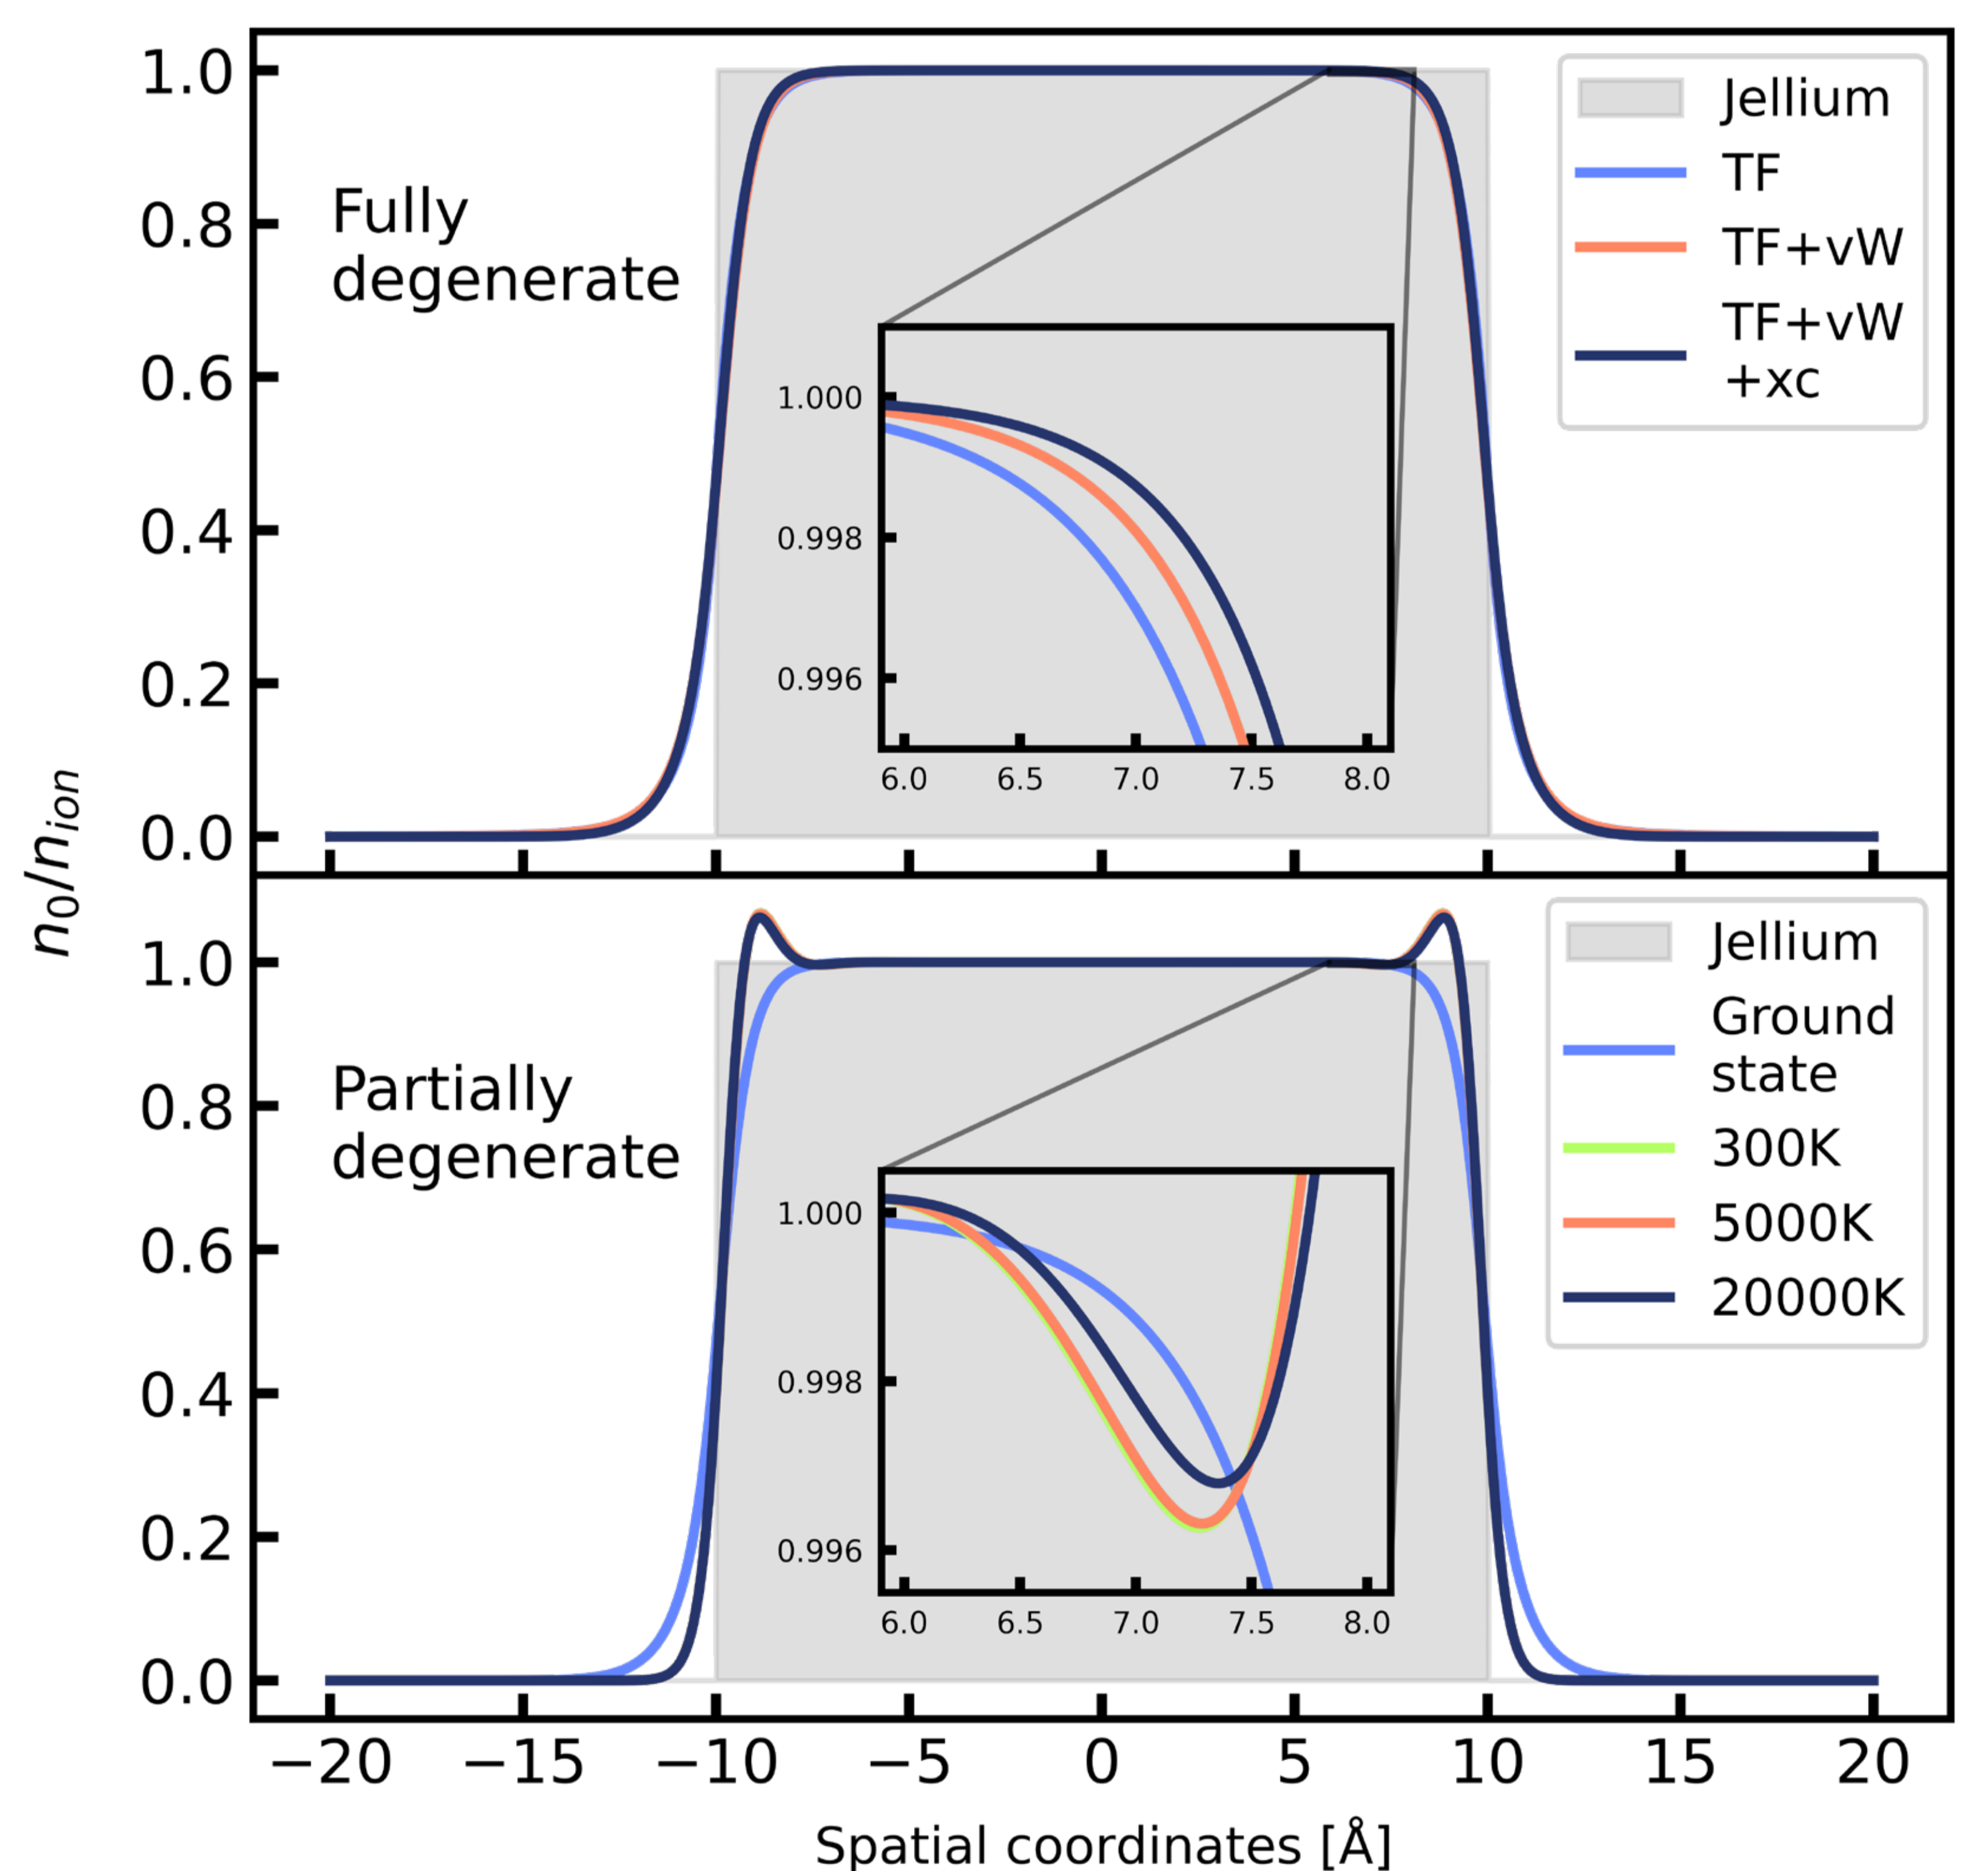 n0/nion
1.0
0.8
0.6
0.4
0.2
0.0
Fully
degenerate
Jellium
TF
TF+vW
TF+vW
+xc
1.000
0.998
0.996
6.0 6.5 7.0 7.5 8.0
1.0
0.8
0.6
0.4
0.2
0.0
Partially
degenerate
Jellium
Ground
state
300K
5000K
20000K
1.000
0.998
0.996
6.0 6.5 7.0 7.5 8.0
−20 −15 −10 −5 0 5 10 15 20
Spatial coordinates [Å]